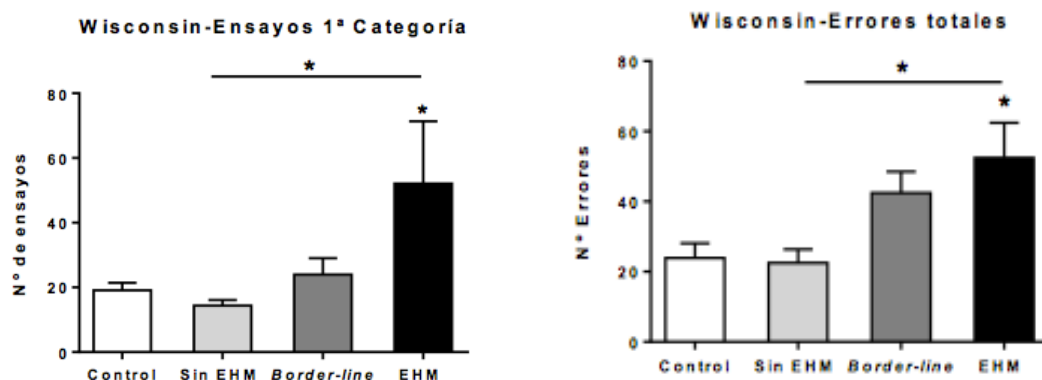 Wisconsin-Ensayos 1ª Categoría
*
*
80
60
40
20
0
Nº de ensayos
Control Sin EHM Border-line EHM
Wisconsin-Errores totales
*
*
80
60
40
20
0
Nº Errores
Control Sin EHM Border-line EHM